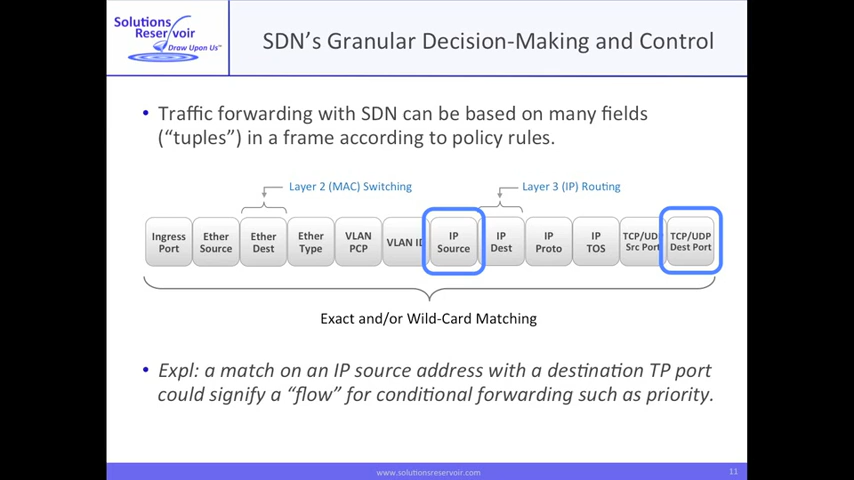 Solutions
Reservoir
Draw Upon Us™
SDN's Granular Decision-Making and Control
• Traffic forwarding with SDN can be based on many fields
("tuples") in a frame according to policy rules.
Layer 2 (MAC) Switching
Layer 3 (IP) Routing
Ingress Port
Ether Source
Ether Dest
Ether Type
VLAN PCP
VLAN ID
IP Source
IP Dest
IP Proto
IP TOS
TCP/UDP Src Port
TCP/UDP Dest Port
Exact and/or Wild-Card Matching
• Expl: a match on an IP source address with a destination TP port
could signify a "flow" for conditional forwarding such as priority.
www.solutionsreservoir.com
11